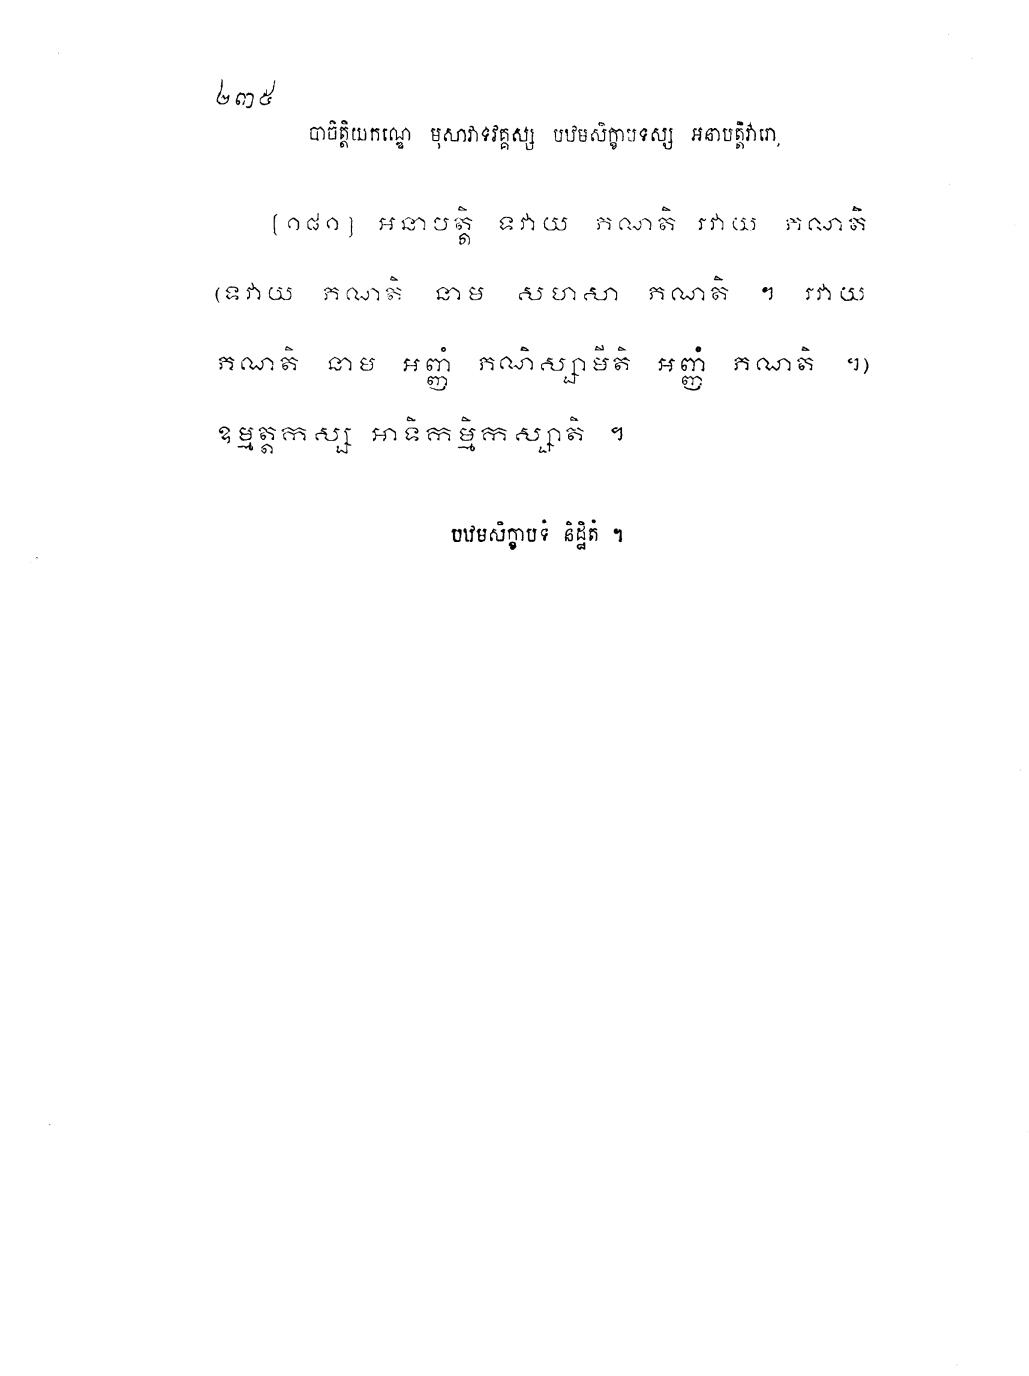 ២៣៥
បាចិត្តិយកណ្ឌេ មុសាវាទវគ្គស្ស បឋមសិក្ខាបទស្ស អនាបត្តិវារោ
[១៨១] អនាបត្តិ ទវាយ ភណតិ រវាយ ភណតិ
(ទវាយ ភណតិ នាម សហសា ភណតិ ។ រវាយ
ភណតិ នាម អញ្ញំ ភណិស្សាមីតិ អញ្ញំ ភណតិ ។)
ឧម្មត្តកស្ស អាទិកម្មិកស្សាតិ ។
បឋមសិក្ខាបទំ និដ្ឋិតំ ។